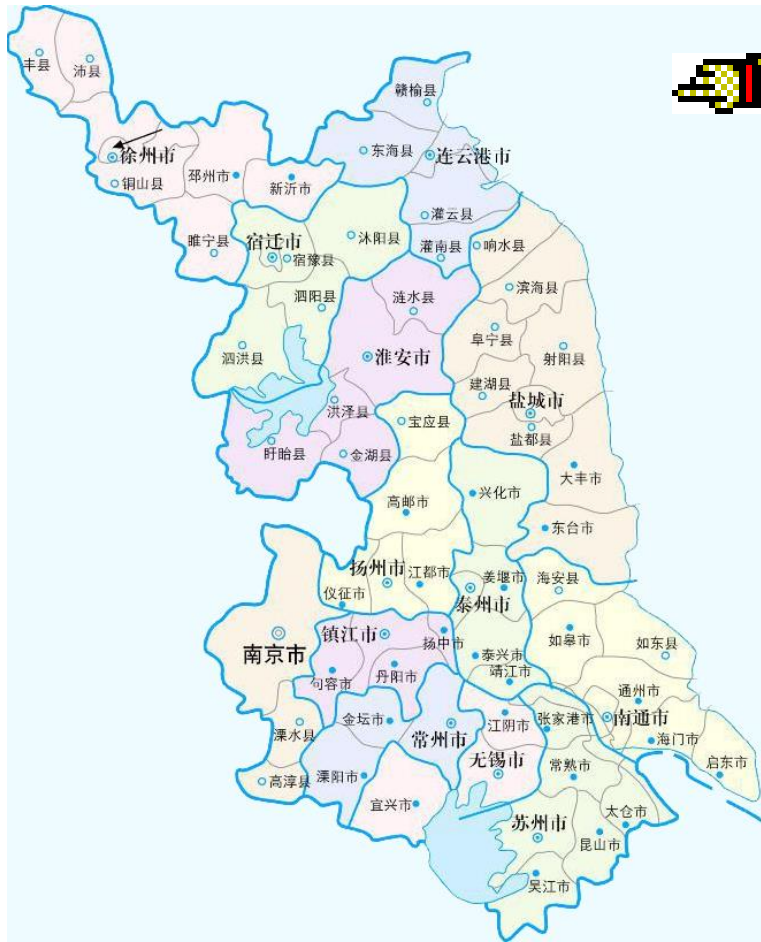 丰县
沛县
赣榆县
东海县
连云港市
徐州市
铜山县
邳州市
新沂市
灌云县
沭阳县
睢宁县
宿迁市
宿豫县
灌南县
响水县
滨海县
泗阳县
涟水县
阜宁县
射阳县
泗洪县
淮安市
建湖县
盐城市
洪泽县
宝应县
盐都县
盱眙县
金湖县
大丰市
高邮市
兴化市
东台市
扬州市
江都市
姜堰市
海安县
仪征市
泰州市
镇江市
扬中市
如皋市
如东县
南京市
泰兴市
靖江市
句容市
丹阳市
通州市
金坛市
江阴市
张家港市
南通市
溧水县
常州市
海门市
无锡市
常熟市
启东市
高淳县
溧阳市
宜兴市
太仓市
苏州市
昆山市
吴江市